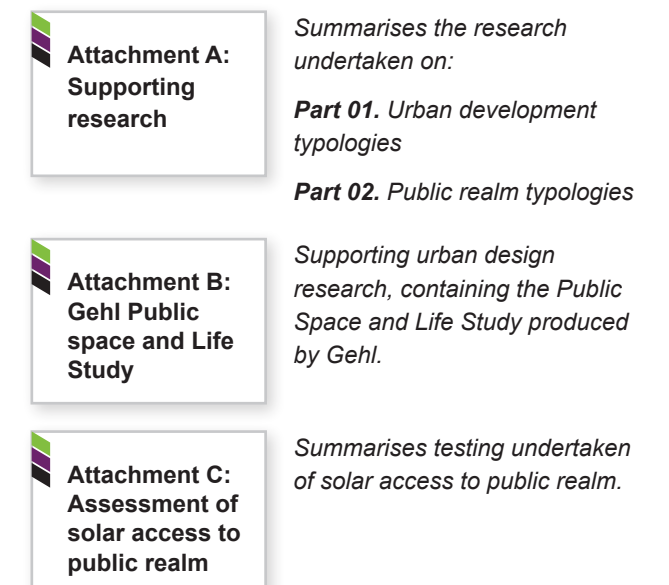 Attachment A:
Supporting
research
Summarises the research
undertaken on:
Part 01. Urban development
typologies
Part 02. Public realm typologies
Attachment B:
Gehl Public
space and Life
Study
Supporting urban design
research, containing the Public
Space and Life Study produced
by Gehl.
Attachment C:
Assessment of
solar access to
public realm
Summarises testing undertaken
of solar access to public realm.